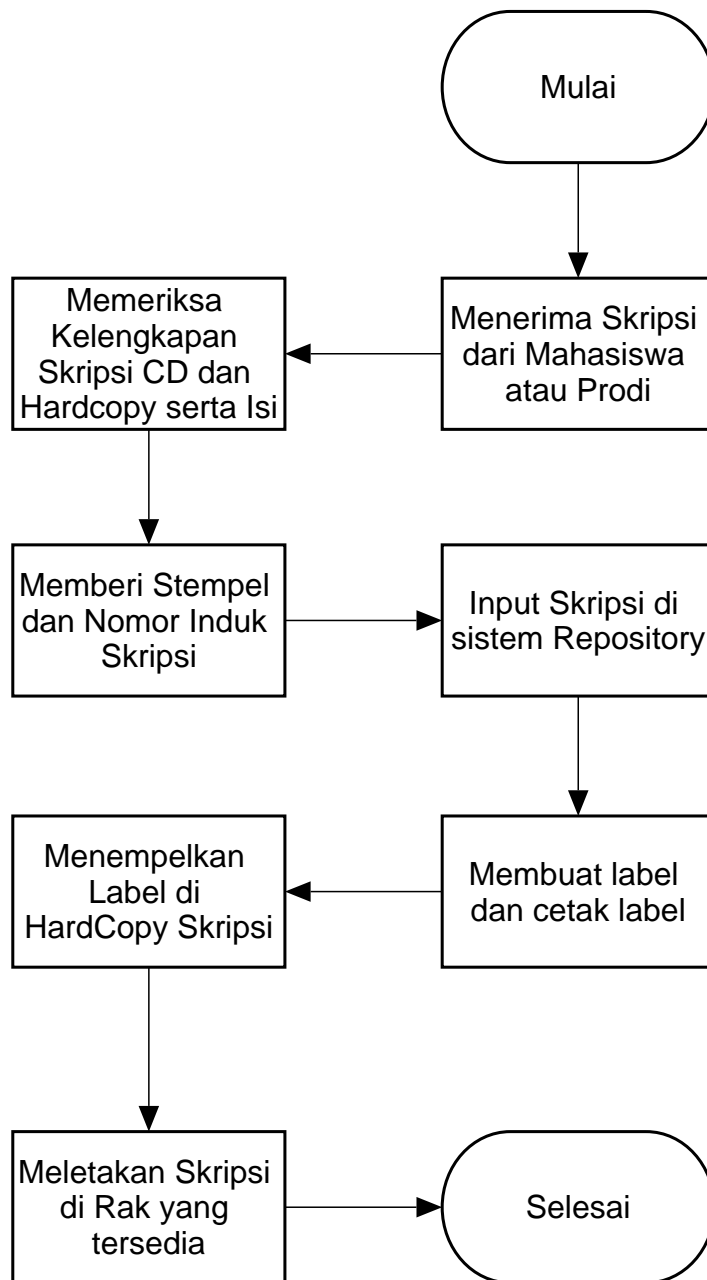 Mulai
Menerima Skripsi
dari Mahasiswa
atau Prodi
Memeriksa
Kelengkapan
Skripsi CD dan
Hardcopy serta Isi
Memberi Stempel
dan Nomor Induk
Skripsi
Input Skripsi di
sistem Repository
Membuat label
dan cetak label
Menempelkan
Label di
HardCopy Skripsi
Meletakan Skripsi
di Rak yang
tersedia
Selesai